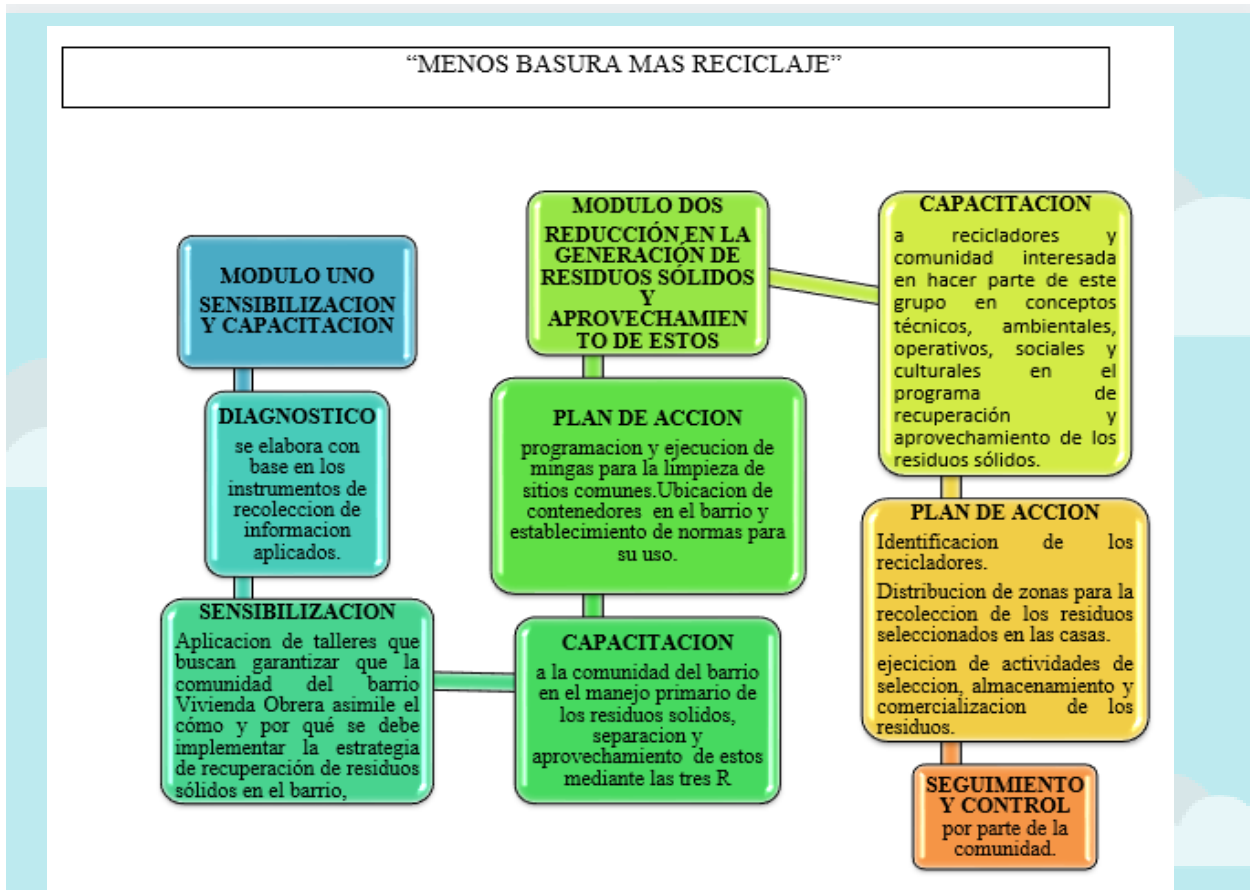 “MENOS BASURA MAS RECICLAJE”
MODULO UNO
SENSIBILIZACION
Y CAPACITACION
DIAGNOSTICO
se elabora con
base en los
instrumentos de
recoleccion de
informacion
aplicados.
SENSIBILIZACION
Aplicacion de talleres que
buscan garantizar que la
comunidad del barrio
Vivienda Obrera asimile el
cómo y por qué se debe
implementar la estrategia
de recuperación de residuos
sólidos en el barrio,
CAPACITACION
a la comunidad del barrio
en el manejo primario de
los residuos solidos,
separacion y
aprovechamiento de estos
mediante las tres R
PLAN DE ACCION
programacion y ejecucion de
mingas para la limpieza de
sitios comunes.Ubicacion de
contenedores en el barrio y
establecimiento de normas para
su uso.
MODULO DOS
REDUCCIÓN EN LA
GENERACIÓN DE
RESIDUOS SÓLIDOS
Y
APROVECHAMIEN
TO DE ESTOS
CAPACITACION
a recicladores y
comunidad interesada
en hacer parte de este
grupo en conceptos
técnicos, ambientales,
operativos, sociales y
culturales en el
programa de
recuperación y
aprovechamiento de los
residuos sólidos.
PLAN DE ACCION
Identificacion de los
recicladores.
Distribucion de zonas para la
recoleccion de los residuos
seleccionados en las casas.
ejecicion de actividades de
seleccion, almacenamiento y
comercializacion de los
residuos.
SEGUIMIENTO
Y CONTROL
por parte de la
comunidad.